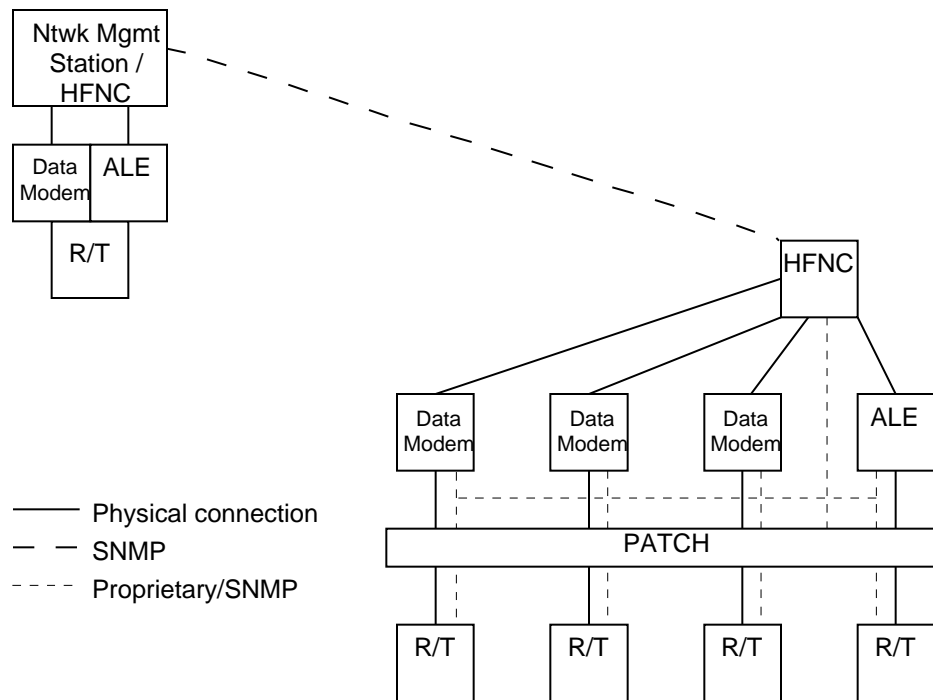 Ntwk Mgmt
Station /
HFNC
Data
Modem
ALE
R/T
HFNC
Data
Modem
Data
Modem
Data
Modem
ALE
Physical connection
SNMP
Proprietary/SNMP
PATCH
R/T
R/T
R/T
R/T